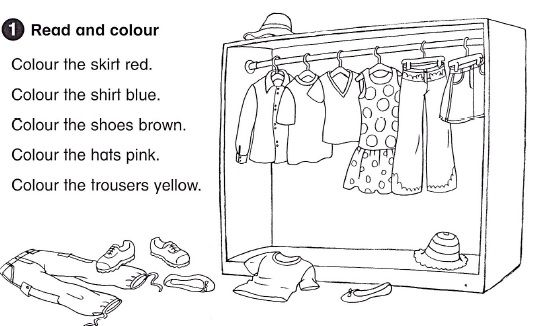 1 Read and colour
Colour the skirt red.
Colour the shirt blue.
Colour the shoes brown.
Colour the hats pink.
Colour the trousers yellow.